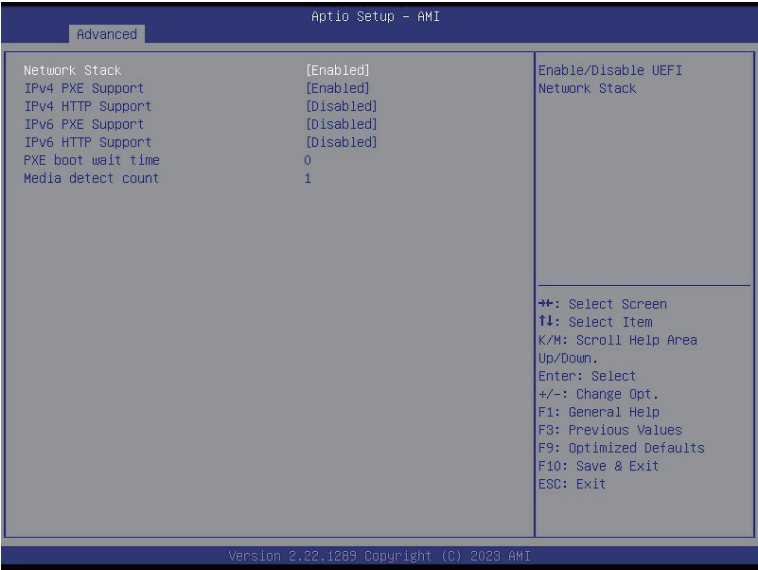 Aptio Setup – AMI
Advanced
Network Stack [Enabled]
IPv4 PXE Support [Enabled]
IPv4 HTTP Support [Disabled]
IPv6 PXE Support [Disabled]
IPv6 HTTP Support [Disabled]
PXE boot wait time 0
Media detect count 1
Enable/Disable UEFI
Network Stack
→←: Select Screen
↑↓: Select Item
K/M: Scroll Help Area
Up/Down.
Enter: Select
+/-: Change Opt.
F1: General Help
F3: Previous Values
F9: Optimized Defaults
F10: Save & Exit
ESC: Exit
Version 2.22.1289 Copyright (C) 2023 AMI